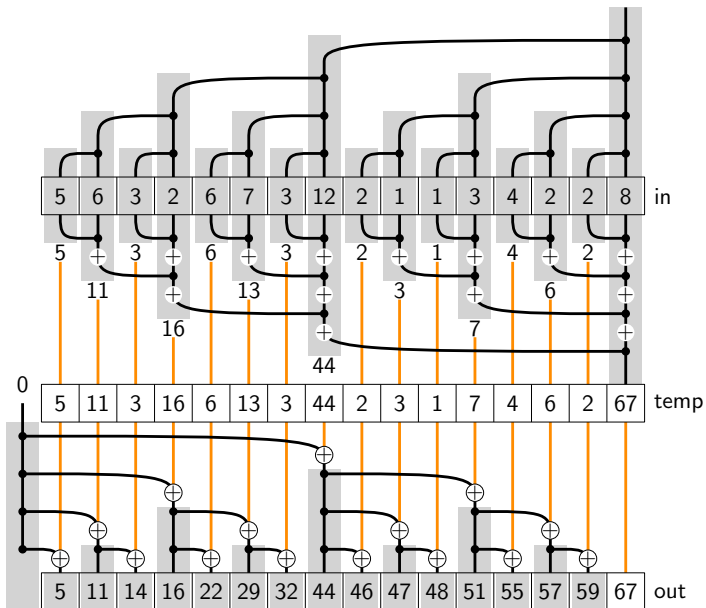 5 6 3 2 6 7 3 12 2 1 1 3 4 2 2 8 in
5 3 6 3 2 1 4 2
+ + + + + + + +
11 13 3 6
+ + + +
16 7
+ +
44
0
5 11 3 16 6 13 3 44 2 3 1 7 4 6 2 67 temp
+
+ +
+ + + +
+ + + + + + + +
5 11 14 16 22 29 32 44 46 47 48 51 55 57 59 67 out